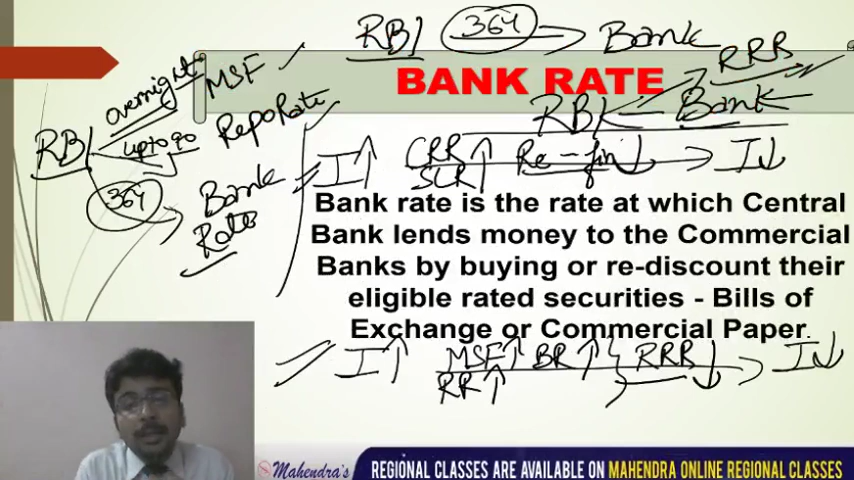 RBI 364 → Bank
BANK RATE
RRR
RBI ← Bank
overnight MSF ✓
RBI upto 90 Repo Rate
364 Bank Rate
I↑ CRR↑ Re-fin↓ → I↓
SLR↑
Bank rate is the rate at which Central
Bank lends money to the Commercial
Banks by buying or re-discount their
eligible rated securities - Bills of
Exchange or Commercial Paper.
I↑ MSF↑ BR↑ RRR↓ → I↓
RR↑
Mahendra's
REGIONAL CLASSES ARE AVAILABLE ON MAHENDRA ONLINE REGIONAL CLASSES